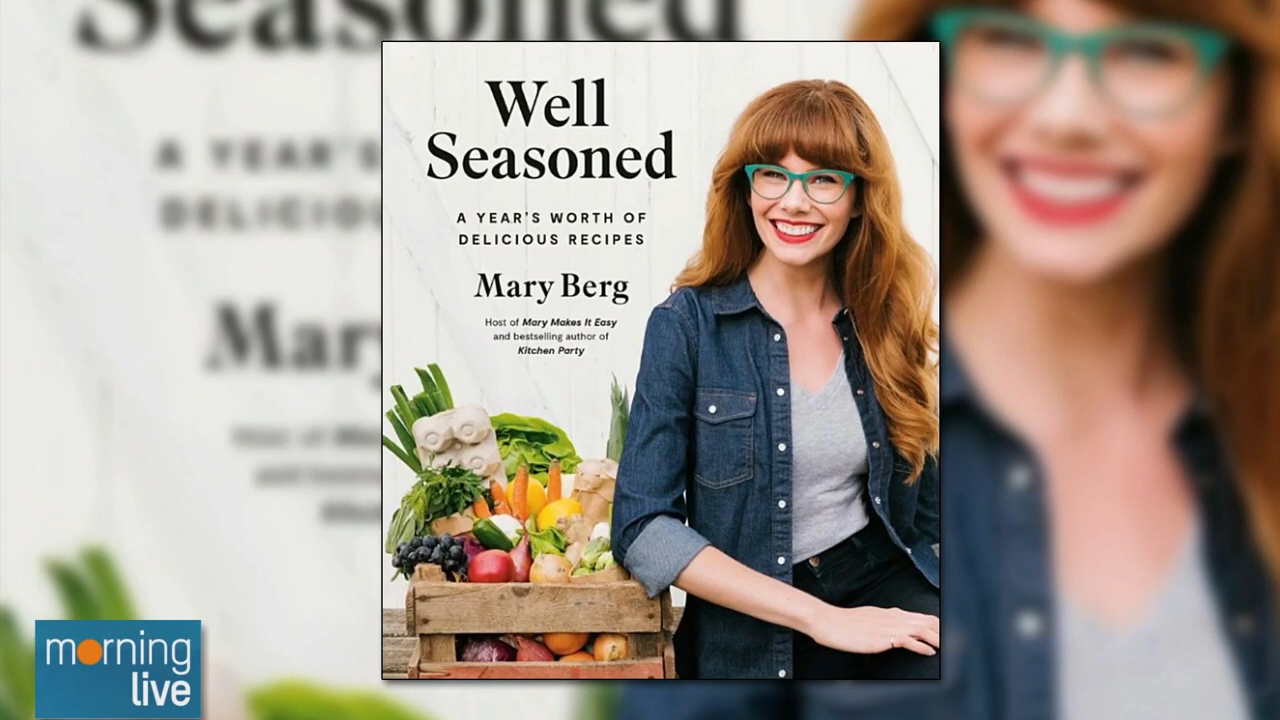 Well
Seasoned
A YEAR'S WORTH OF
DELICIOUS RECIPES
Mary Berg
Host of Mary Makes It Easy
and bestselling author of
Kitchen Party
morning
live